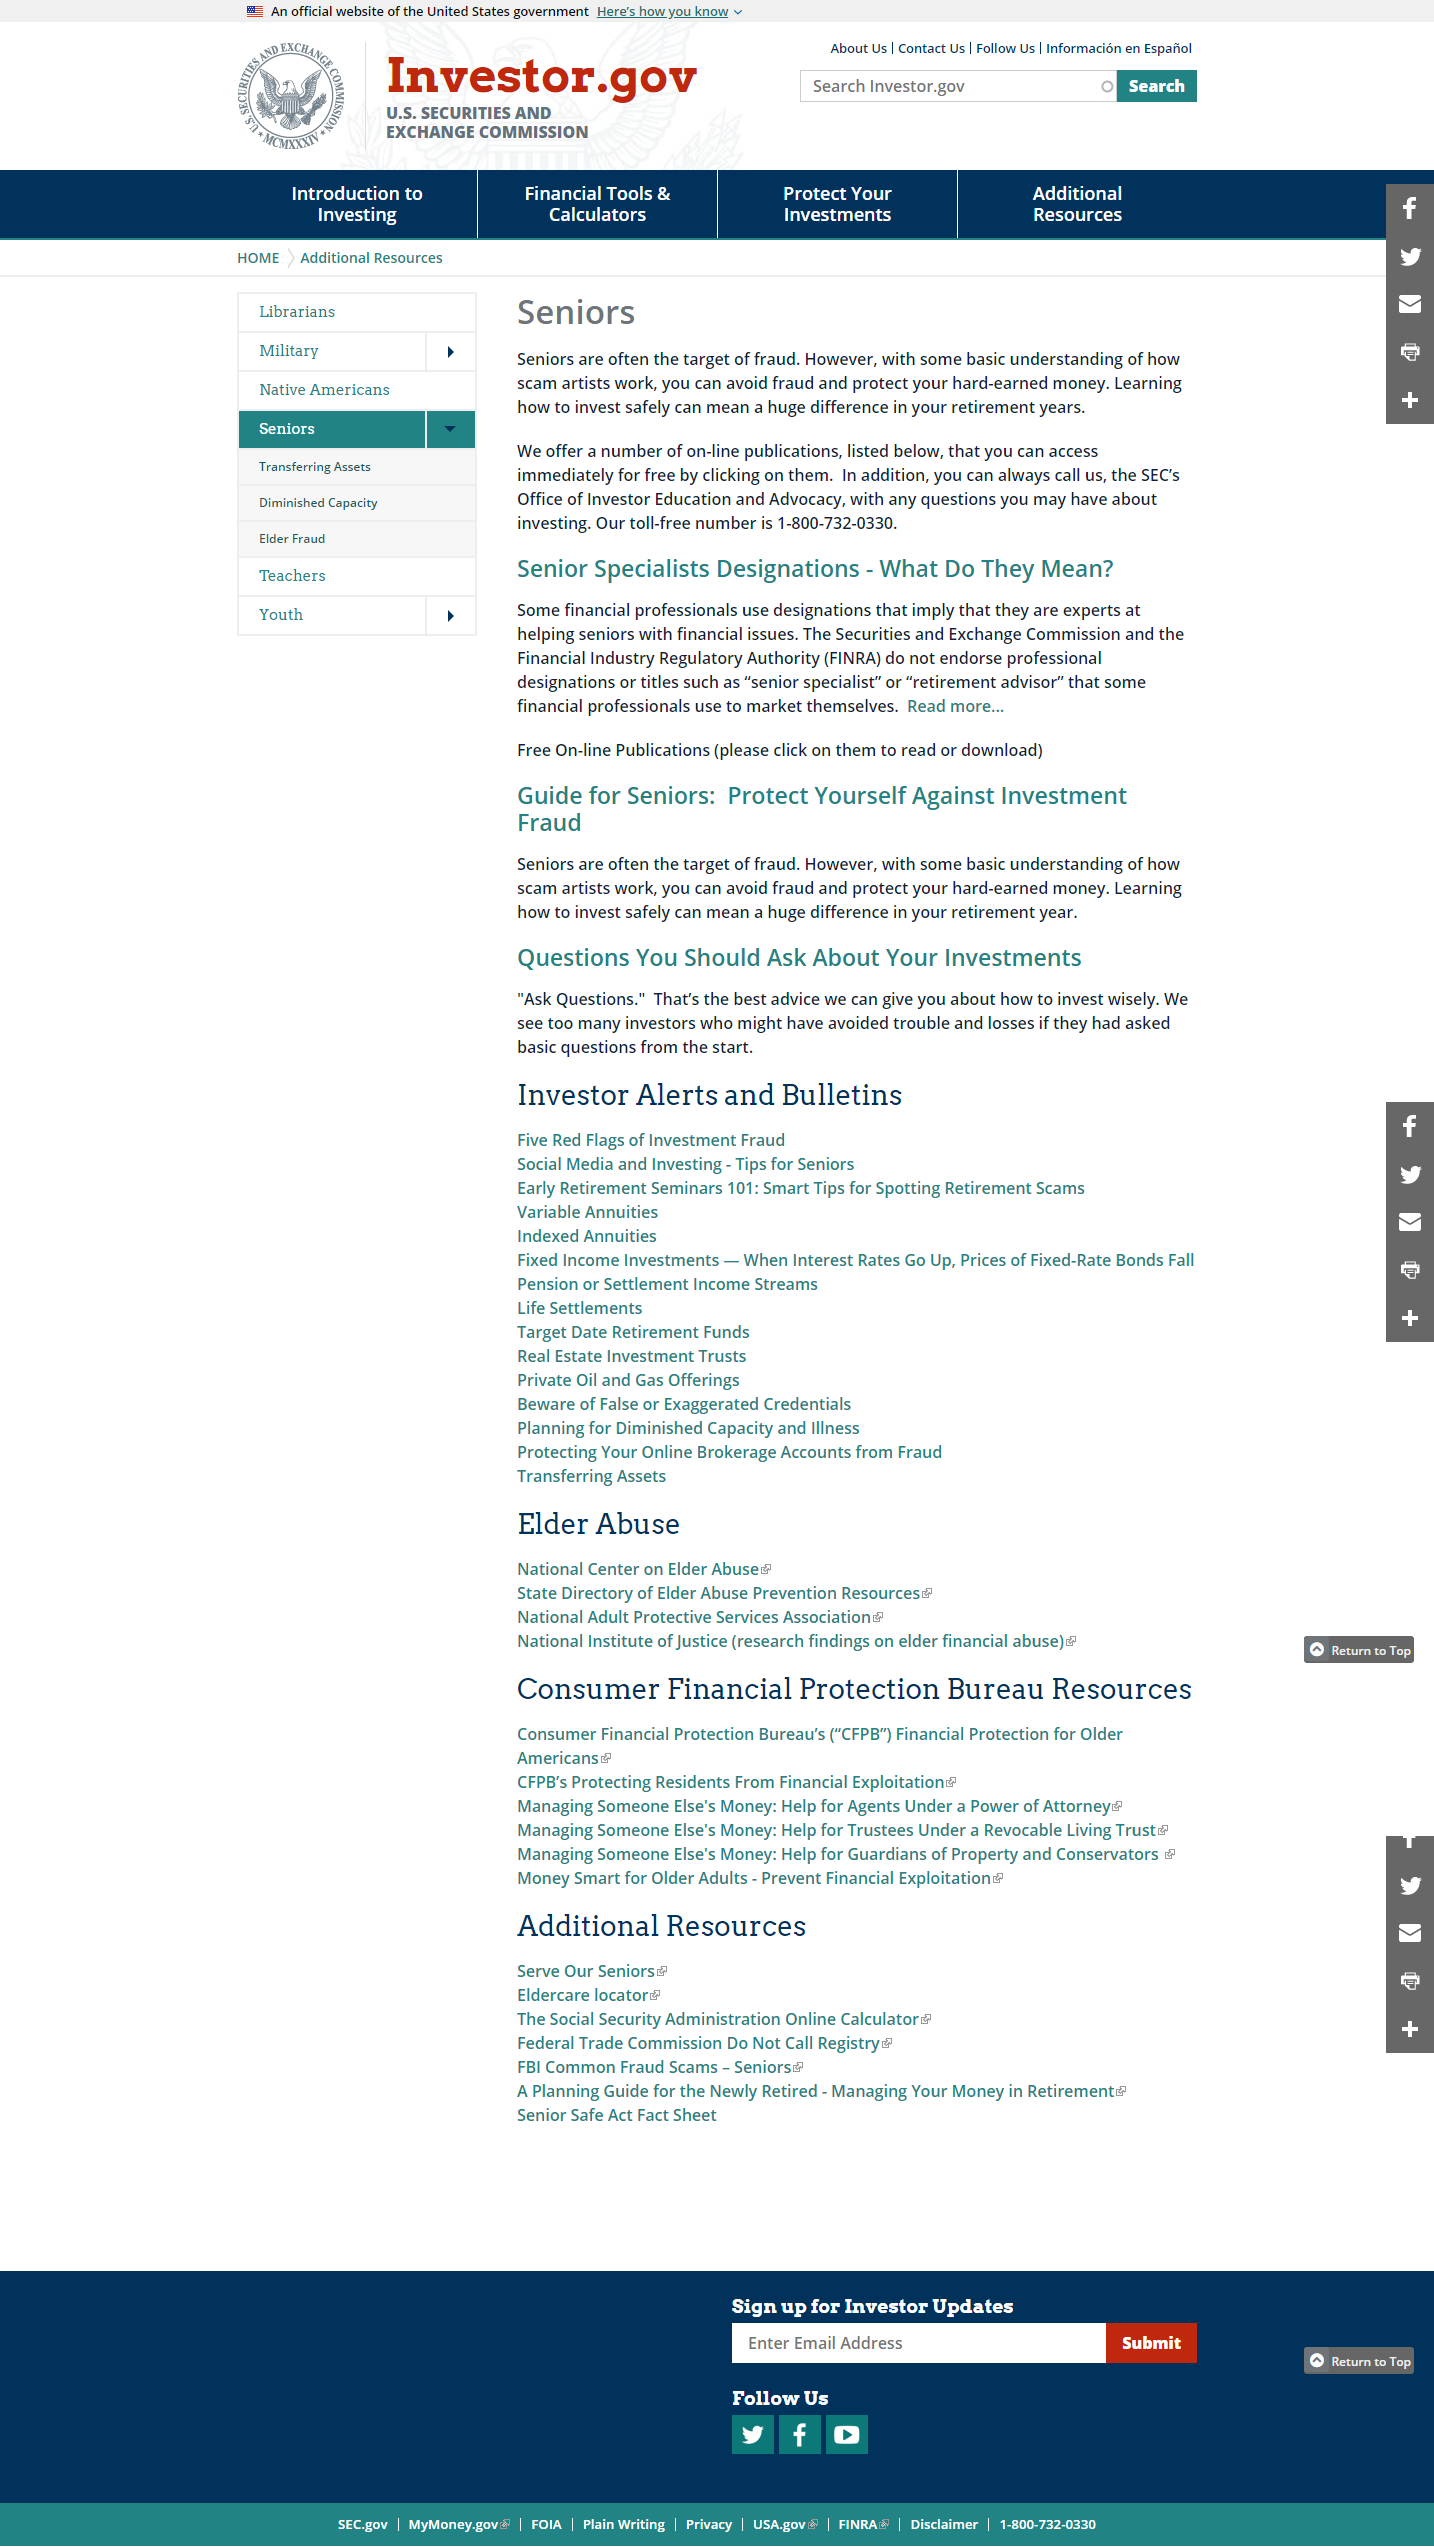 An official website of the United States government Here's how you know
About Us | Contact Us | Follow Us | Información en Español
U.S. SECURITIES AND EXCHANGE COMMISSION
MCMXXXIV
Investor.gov
U.S. SECURITIES AND
EXCHANGE COMMISSION
Search Investor.gov
Search
Introduction to
Investing
Financial Tools &
Calculators
Protect Your
Investments
Additional
Resources
HOME Additional Resources
Librarians
Military
Native Americans
Seniors
Transferring Assets
Diminished Capacity
Elder Fraud
Teachers
Youth
Seniors
Seniors are often the target of fraud. However, with some basic understanding of how
scam artists work, you can avoid fraud and protect your hard-earned money. Learning
how to invest safely can mean a huge difference in your retirement years.
We offer a number of on-line publications, listed below, that you can access
immediately for free by clicking on them.  In addition, you can always call us, the SEC’s
Office of Investor Education and Advocacy, with any questions you may have about
investing. Our toll-free number is 1-800-732-0330.
Senior Specialists Designations - What Do They Mean?
Some financial professionals use designations that imply that they are experts at
helping seniors with financial issues. The Securities and Exchange Commission and the
Financial Industry Regulatory Authority (FINRA) do not endorse professional
designations or titles such as “senior specialist” or “retirement advisor” that some
financial professionals use to market themselves.  Read more...
Free On-line Publications (please click on them to read or download)
Guide for Seniors:  Protect Yourself Against Investment
Fraud
Seniors are often the target of fraud. However, with some basic understanding of how
scam artists work, you can avoid fraud and protect your hard-earned money. Learning
how to invest safely can mean a huge difference in your retirement year.
Questions You Should Ask About Your Investments
"Ask Questions."  That’s the best advice we can give you about how to invest wisely. We
see too many investors who might have avoided trouble and losses if they had asked
basic questions from the start.
Investor Alerts and Bulletins
Five Red Flags of Investment Fraud
Social Media and Investing - Tips for Seniors
Early Retirement Seminars 101: Smart Tips for Spotting Retirement Scams
Variable Annuities
Indexed Annuities
Fixed Income Investments — When Interest Rates Go Up, Prices of Fixed-Rate Bonds Fall
Pension or Settlement Income Streams
Life Settlements
Target Date Retirement Funds
Real Estate Investment Trusts
Private Oil and Gas Offerings
Beware of False or Exaggerated Credentials
Planning for Diminished Capacity and Illness
Protecting Your Online Brokerage Accounts from Fraud
Transferring Assets
Elder Abuse
National Center on Elder Abuse
State Directory of Elder Abuse Prevention Resources
National Adult Protective Services Association
National Institute of Justice (research findings on elder financial abuse)
Return to Top
Consumer Financial Protection Bureau Resources
Consumer Financial Protection Bureau’s (“CFPB”) Financial Protection for Older
Americans
CFPB’s Protecting Residents From Financial Exploitation
Managing Someone Else's Money: Help for Agents Under a Power of Attorney
Managing Someone Else's Money: Help for Trustees Under a Revocable Living Trust
Managing Someone Else's Money: Help for Guardians of Property and Conservators
Money Smart for Older Adults - Prevent Financial Exploitation
Additional Resources
Serve Our Seniors
Eldercare locator
The Social Security Administration Online Calculator
Federal Trade Commission Do Not Call Registry
FBI Common Fraud Scams – Seniors
A Planning Guide for the Newly Retired - Managing Your Money in Retirement
Senior Safe Act Fact Sheet
Sign up for Investor Updates
Enter Email Address
Submit
Return to Top
Follow Us
SEC.gov | MyMoney.gov | FOIA | Plain Writing | Privacy | USA.gov | FINRA | Disclaimer | 1-800-732-0330